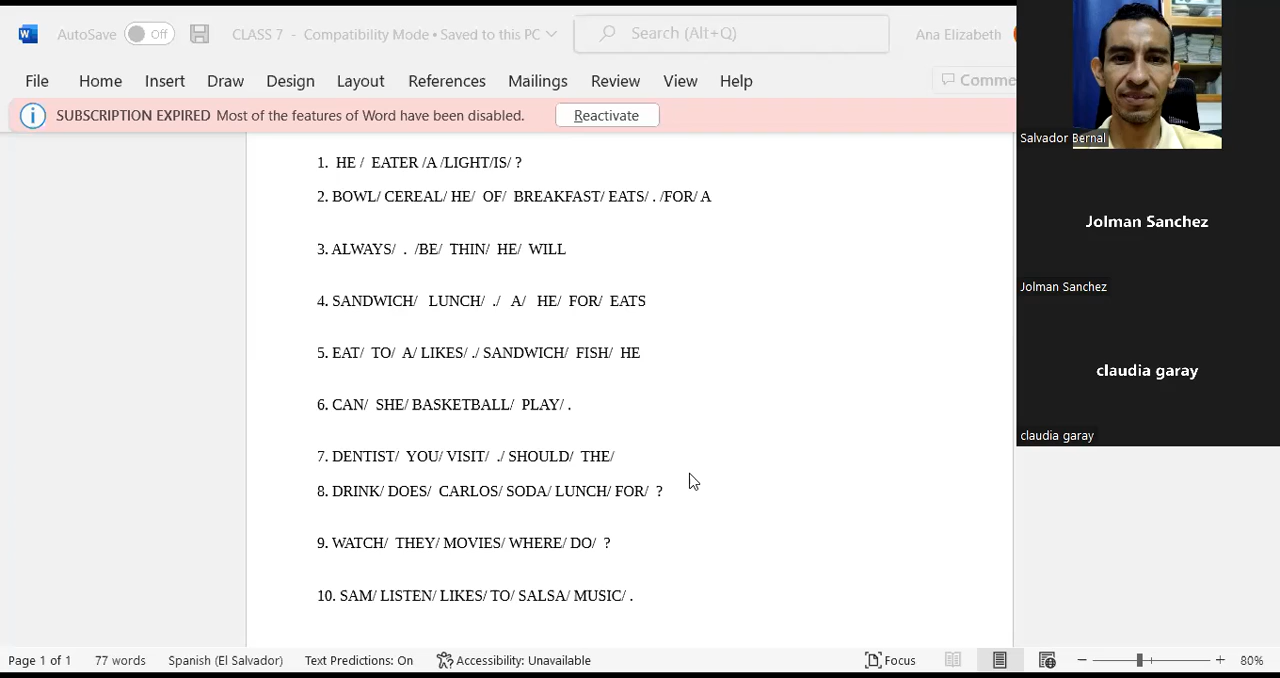 AutoSave Off CLASS 7 - Compatibility Mode • Saved to this PC Search (Alt+Q) Ana Elizabeth
File Home Insert Draw Design Layout References Mailings Review View Help Comme
SUBSCRIPTION EXPIRED Most of the features of Word have been disabled. Reactivate
Salvador Bernal
1. HE / EATER /A /LIGHT/IS/ ?
2. BOWL/ CEREAL/ HE/ OF/ BREAKFAST/ EATS/ . /FOR/ A
Jolman Sanchez
3. ALWAYS/ . /BE/ THIN/ HE/ WILL
Jolman Sanchez
4. SANDWICH/ LUNCH/ ./ A/ HE/ FOR/ EATS
5. EAT/ TO/ A/ LIKES/ ./ SANDWICH/ FISH/ HE
claudia garay
6. CAN/ SHE/ BASKETBALL/ PLAY/ .
claudia garay
7. DENTIST/ YOU/ VISIT/ ./ SHOULD/ THE/
8. DRINK/ DOES/ CARLOS/ SODA/ LUNCH/ FOR/ ?
9. WATCH/ THEY/ MOVIES/ WHERE/ DO/ ?
10. SAM/ LISTEN/ LIKES/ TO/ SALSA/ MUSIC/ .
Page 1 of 1 77 words Spanish (El Salvador) Text Predictions: On Accessibility: Unavailable Focus 80%